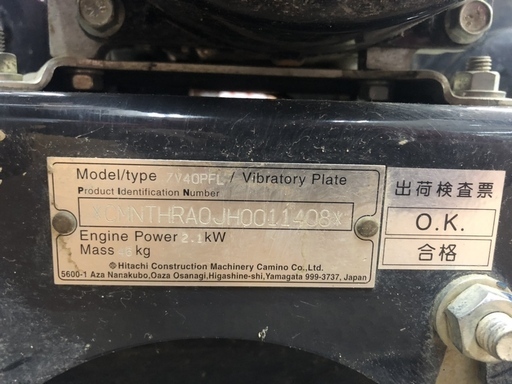 Model/type ZV40PFL / Vibratory Plate
Product Identification Number
Engine Power 2.1kW
Mass kg
© Hitachi Construction Machinery Camino Co.,Ltd.
5600-1 Aza Nanakubo,Oaza Osanagi,Higashine-shi,Yamagata 999-3737, Japan
出荷検査票
O.K.
合格